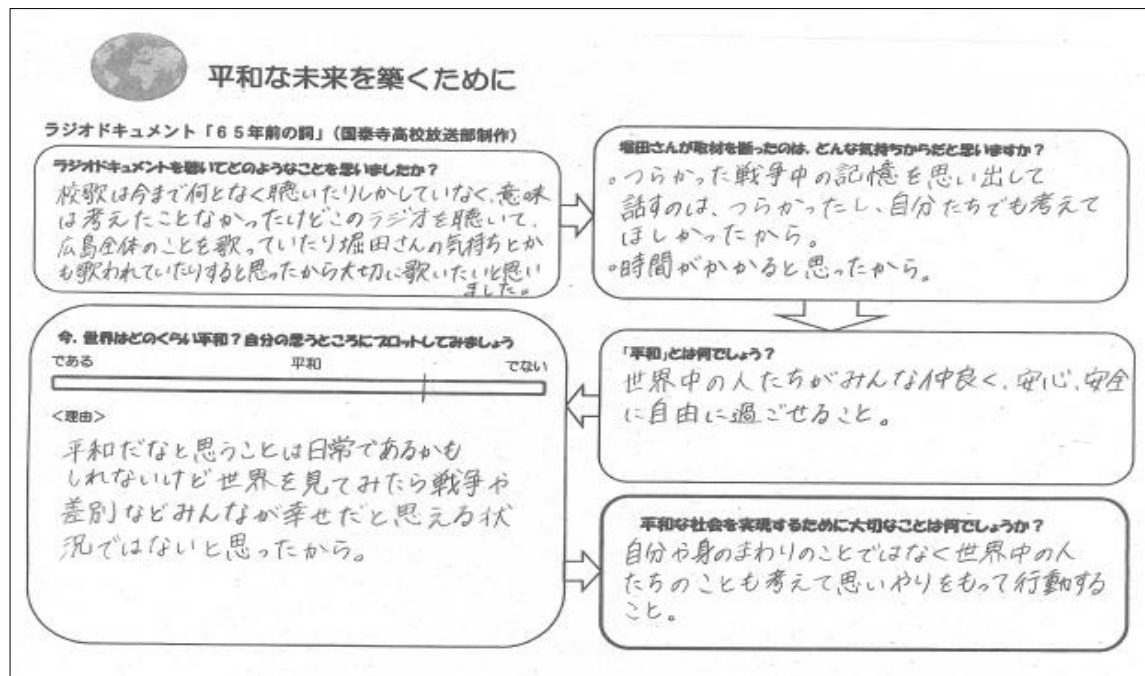 平和な未来を築くために
ラジオドキュメント「65年前の詞」(国泰寺高校放送部制作)
ラジオドキュメントを聴いてどのようなことを思いましたか?
校歌は今まで何となく聴いたりしかしていなく、意味
は考えたことなかったけどこのラジオを聴いて、
広島全体のことを歌っていたり堀田さんの気持ちとか
も歌われていたりすると思ったから大切に歌いたいと思い
ました。
堀田さんが取材を断ったのは、どんな気持ちからだと思いますか?
。つらかった戦争中の記憶を思い出して
話すのは、つらかったし、自分たちでも考えて
ほしかったから。
。時間がかかると思ったから。
「平和」とは何でしょう?
世界中の人たちがみんな仲良く、安心、安全
に自由に過ごせること。
今、世界はどのくらい平和?自分の思うところにプロットしてみましょう
である 平和 でない
<理由>
平和だなと思うことは日常であるかも
しれないけど世界を見てみたら戦争や
差別などみんなが幸せだと思える状
況ではないと思ったから。
平和な社会を実現するために大切なことは何でしょうか?
自分や身のまわりのことではなく世界中の人
たちのことも考えて思いやりをもって行動する
こと。